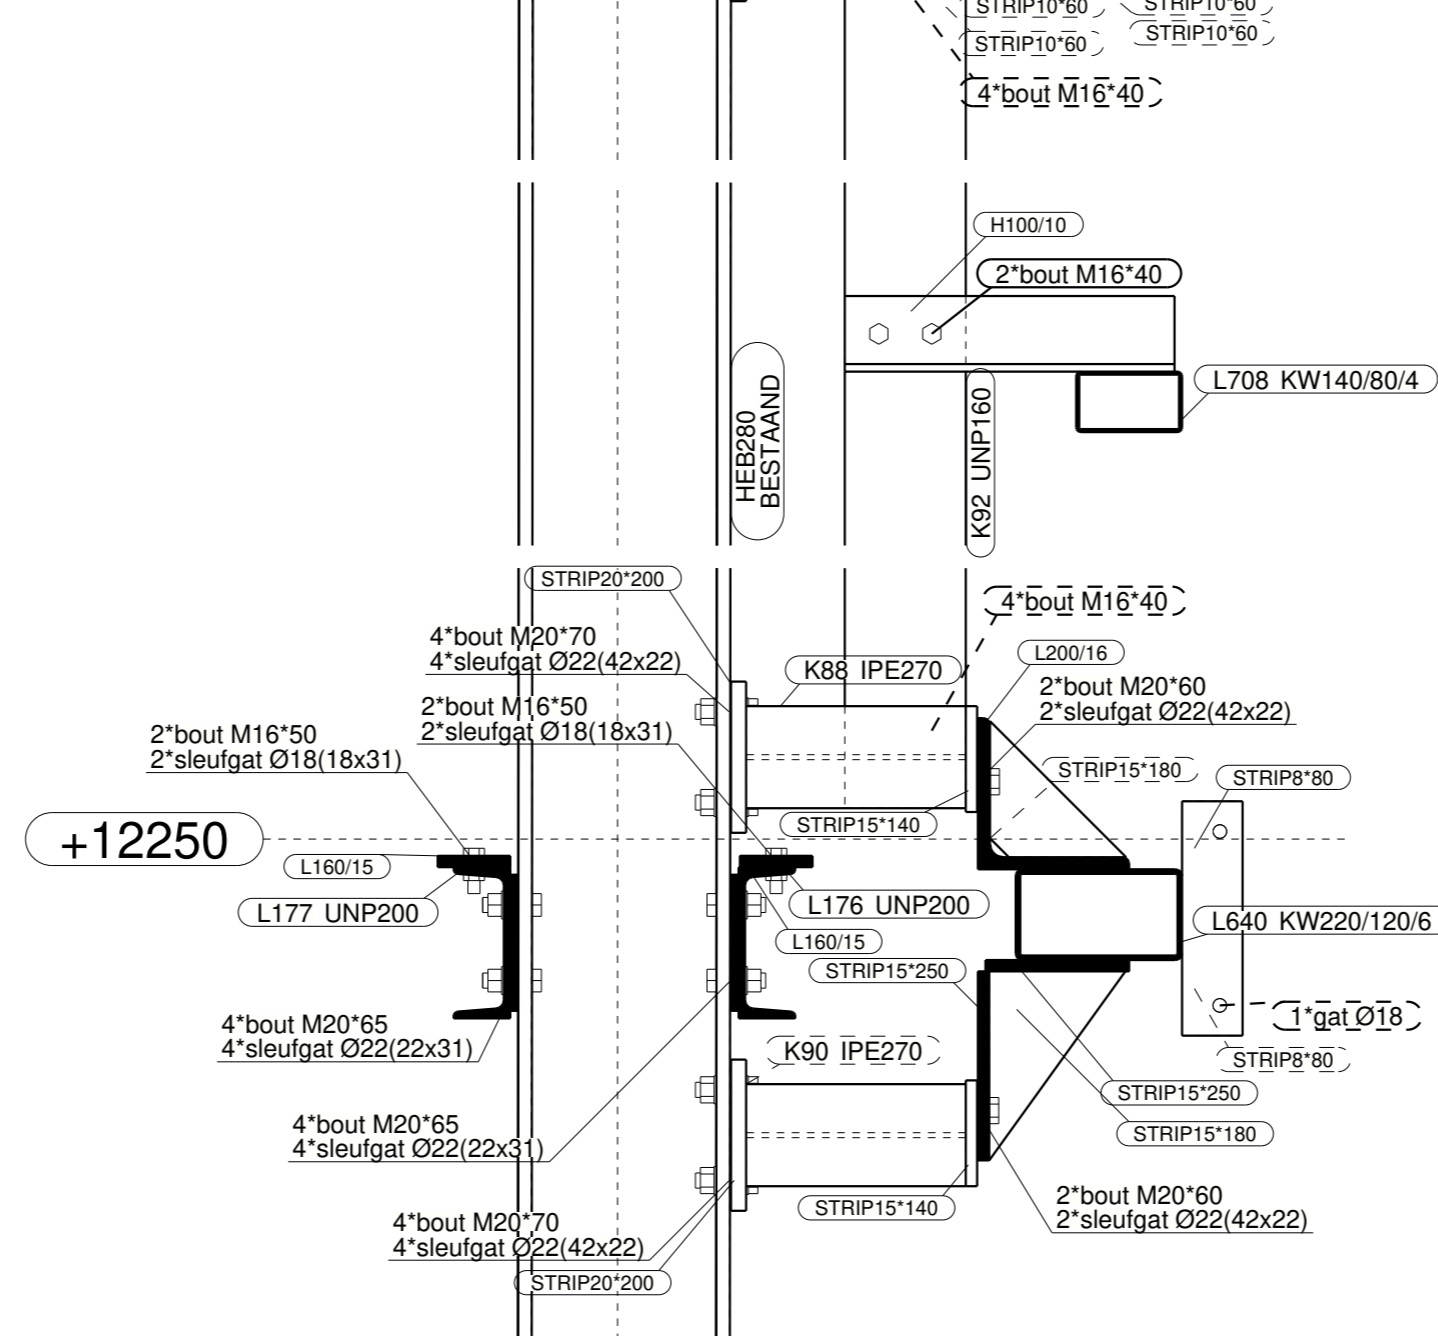 STRIP10*60
STRIP10*60
STRIP10*60
STRIP10*60
4*bout M16*40
H100/10
2*bout M16*40
L708 KW140/80/4
HEB280
BESTAAND
K92 UNP160
STRIP20*200
4*bout M16*40
4*bout M20*70
4*sleufgat Ø22(42x22)
K88 IPE270
L200/16
2*bout M20*60
2*sleufgat Ø22(42x22)
2*bout M16*50
2*sleufgat Ø18(18x31)
2*bout M16*50
2*sleufgat Ø18(18x31)
STRIP15*180
STRIP8*80
+12250
STRIP15*140
L160/15
L177 UNP200
L176 UNP200
L640 KW220/120/6
L160/15
STRIP15*250
4*bout M20*65
4*sleufgat Ø22(22x31)
1*gat Ø18
K90 IPE270
STRIP8*80
STRIP15*250
4*bout M20*65
4*sleufgat Ø22(22x31)
STRIP15*180
STRIP15*140
2*bout M20*60
2*sleufgat Ø22(42x22)
4*bout M20*70
4*sleufgat Ø22(42x22)
STRIP20*200